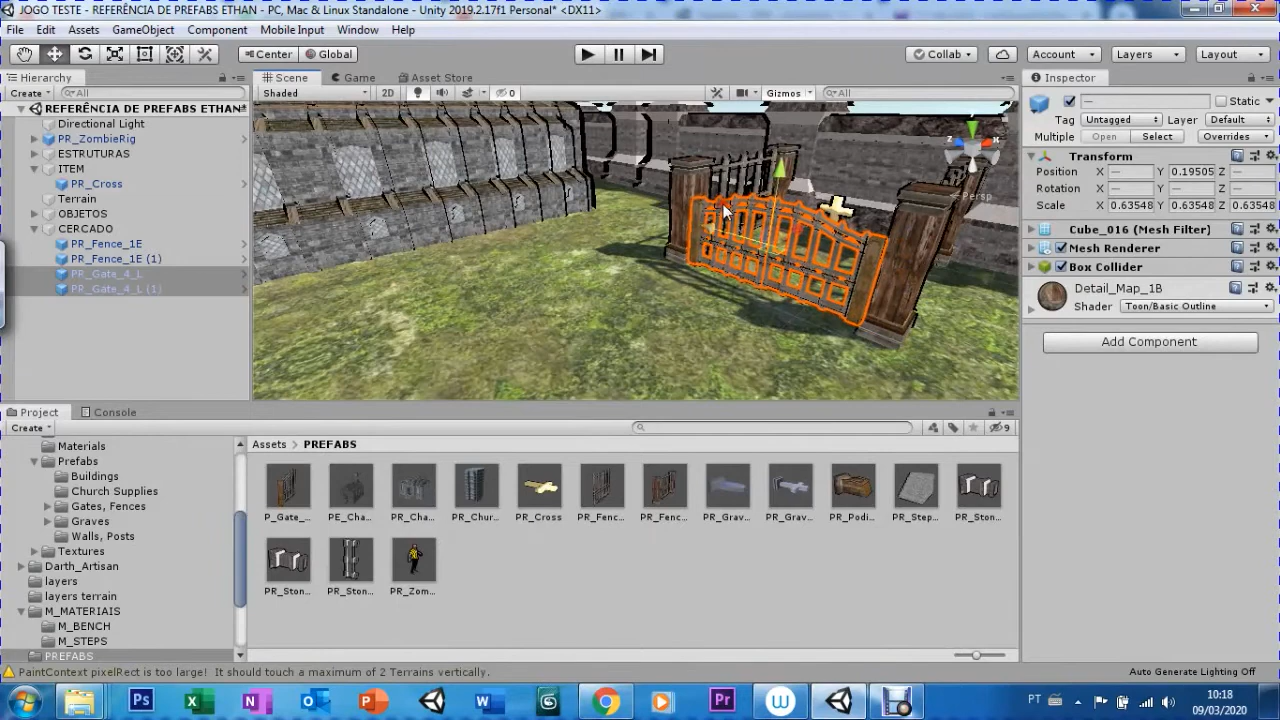 JOGO TESTE - REFERÊNCIA DE PREFABS ETHAN - PC, Mac & Linux Standalone - Unity 2019.2.17f1 Personal* <DX11>
File Edit Assets GameObject Component Mobile Input Window Help
Center Global Collab Account Layers Layout
Hierarchy Scene Game Asset Store Inspector
Create All Shaded 2D 0 Gizmos All
REFERÊNCIA DE PREFABS ETHAN*
Directional Light
PR_ZombieRig
ESTRUTURAS
ITEM
PR_Cross
Terrain
OBJETOS
CERCADO
PR_Fence_1E
PR_Fence_1E (1)
PR_Gate_4_L
PR_Gate_4_L (1)
Z X
Persp
— Static
Tag Untagged Layer Default
Multiple Open Select Overrides
Transform
Position X — Y 0.19505 Z —
Rotation X — Y — Z —
Scale X 0.63548 Y 0.63548 Z 0.63548
Cube_016 (Mesh Filter)
Mesh Renderer
Box Collider
Detail_Map_1B
Shader Toon/Basic Outline
Add Component
Project Console
Create 9
Materials
Prefabs
Buildings
Church Supplies
Gates, Fences
Graves
Walls, Posts
Textures
Darth_Artisan
layers
layers terrain
M_MATERIAIS
M_BENCH
M_STEPS
PREFABS
Assets > PREFABS
P_Gate_... PE_Cha... PR_Cha... PR_Chur... PR_Cross PR_Fenc... PR_Fenc... PR_Grav... PR_Grav... PR_Podi... PR_Step... PR_Ston...
PR_Ston... PR_Ston... PR_Zom...
PaintContext pixelRect is too large! It should touch a maximum of 2 Terrains vertically.
Auto Generate Lighting Off
Ps Pr PT 10:18
09/03/2020